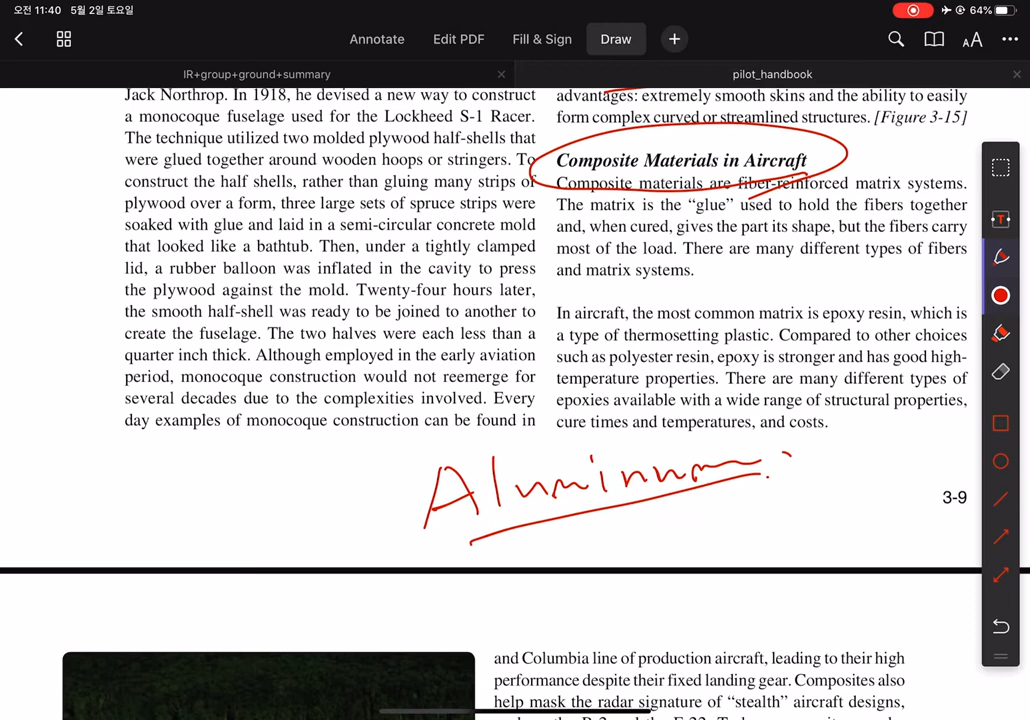 오전 11:40 5월 2일 토요일
64%
Annotate Edit PDF Fill & Sign Draw
IR+group+ground+summary
pilot_handbook
Jack Northrop. In 1918, he devised a new way to construct
a monocoque fuselage used for the Lockheed S-1 Racer.
The technique utilized two molded plywood half-shells that
were glued together around wooden hoops or stringers. To
construct the half shells, rather than gluing many strips of
plywood over a form, three large sets of spruce strips were
soaked with glue and laid in a semi-circular concrete mold
that looked like a bathtub. Then, under a tightly clamped
lid, a rubber balloon was inflated in the cavity to press
the plywood against the mold. Twenty-four hours later,
the smooth half-shell was ready to be joined to another to
create the fuselage. The two halves were each less than a
quarter inch thick. Although employed in the early aviation
period, monocoque construction would not reemerge for
several decades due to the complexities involved. Every
day examples of monocoque construction can be found in
advantages: extremely smooth skins and the ability to easily
form complex curved or streamlined structures. [Figure 3-15]
Composite Materials in Aircraft
Composite materials are fiber-reinforced matrix systems.
The matrix is the “glue” used to hold the fibers together
and, when cured, gives the part its shape, but the fibers carry
most of the load. There are many different types of fibers
and matrix systems.
In aircraft, the most common matrix is epoxy resin, which is
a type of thermosetting plastic. Compared to other choices
such as polyester resin, epoxy is stronger and has good high-
temperature properties. There are many different types of
epoxies available with a wide range of structural properties,
cure times and temperatures, and costs.
Aluminum
3-9
and Columbia line of production aircraft, leading to their high
performance despite their fixed landing gear. Composites also
help mask the radar signature of “stealth” aircraft designs,